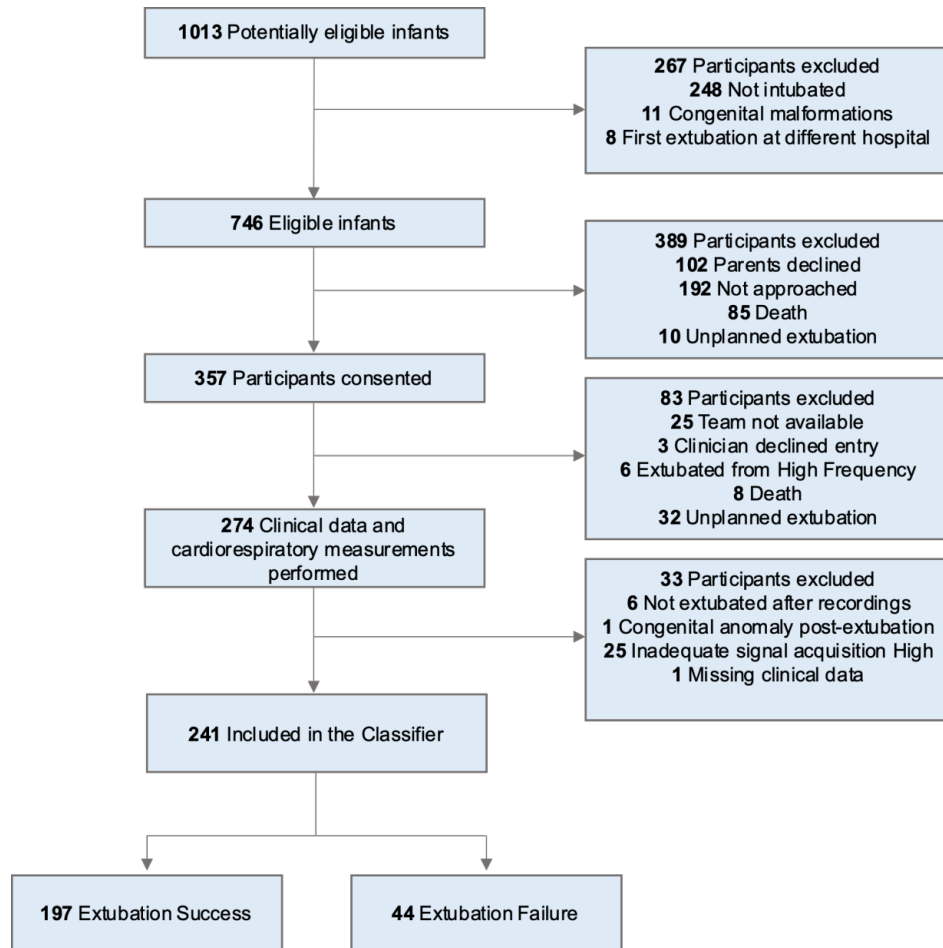 1013 Potentially eligible infants
267 Participants excluded
248 Not intubated
11 Congenital malformations
8 First extubation at different hospital
746 Eligible infants
389 Participants excluded
102 Parents declined
192 Not approached
85 Death
10 Unplanned extubation
357 Participants consented
83 Participants excluded
25 Team not available
3 Clinician declined entry
6 Extubated from High Frequency
8 Death
32 Unplanned extubation
274 Clinical data and
cardiorespiratory measurements
performed
33 Participants excluded
6 Not extubated after recordings
1 Congenital anomaly post-extubation
25 Inadequate signal acquisition High
1 Missing clinical data
241 Included in the Classifier
197 Extubation Success
44 Extubation Failure